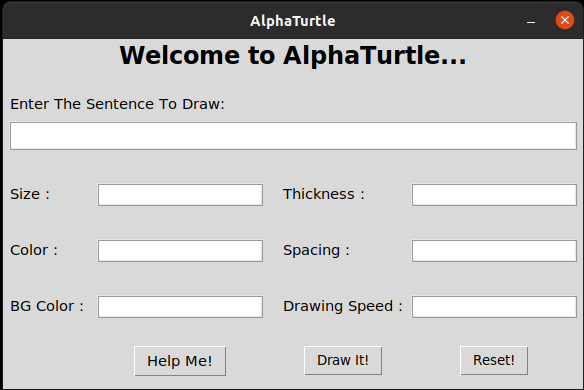 AlphaTurtle
Welcome to AlphaTurtle...
Enter The Sentence To Draw:
Size : Thickness :
Color : Spacing :
BG Color : Drawing Speed :
Help Me! Draw It! Reset!